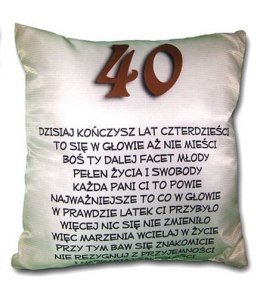 40
DZISIAJ KOŃCZYSZ LAT CZTERDZIEŚCI
TO SIĘ W GŁOWIE AŻ NIE MIEŚCI
BOŚ TY DALEJ FACET MŁODY
PEŁEN ŻYCIA I SWOBODY
KAŻDA PANI CI TO POWIE
NAJWAŻNIEJSZE TO CO W GŁOWIE
W PRAWDZIE LATEK CI PRZYBYŁO
WIĘCEJ NIC SIĘ NIE ZMIENIŁO
WIĘC MARZENIA WCIELAJ W ŻYCIE
PRZY TYM BAW SIĘ ZNAKOMICIE
NIE REZYGNUJ Z PRZYJEMNOŚCI